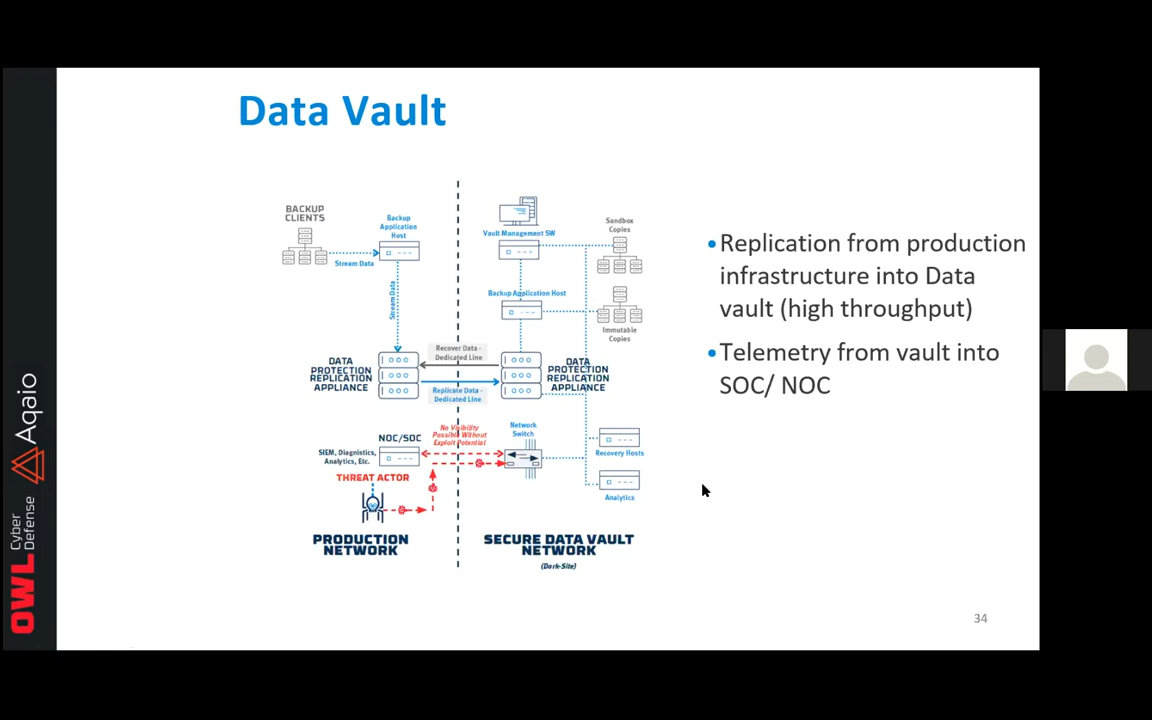 Data Vault
BACKUP
CLIENTS
Backup
Application
Host
Stream Data
Stream Data
DATA
PROTECTION
REPLICATION
APPLIANCE
Recover Data -
Dedicated Line
Replicate Data -
Dedicated Line
Vault Management SW
Sandbox
Copies
Backup Application Host
Immutable
Copies
DATA
PROTECTION
REPLICATION
APPLIANCE
No Visibility
Possible Without
Exploit Potential
Network
Switch
NOC/SOC
SIEM, Diagnostics,
Analytics, Etc.
Recovery Hosts
THREAT ACTOR
Analytics
PRODUCTION
NETWORK
SECURE DATA VAULT
NETWORK
(Dark-Site)
•Replication from production
infrastructure into Data
vault (high throughput)
•Telemetry from vault into
SOC/ NOC
34
OWL Cyber
Defense
Aqaio